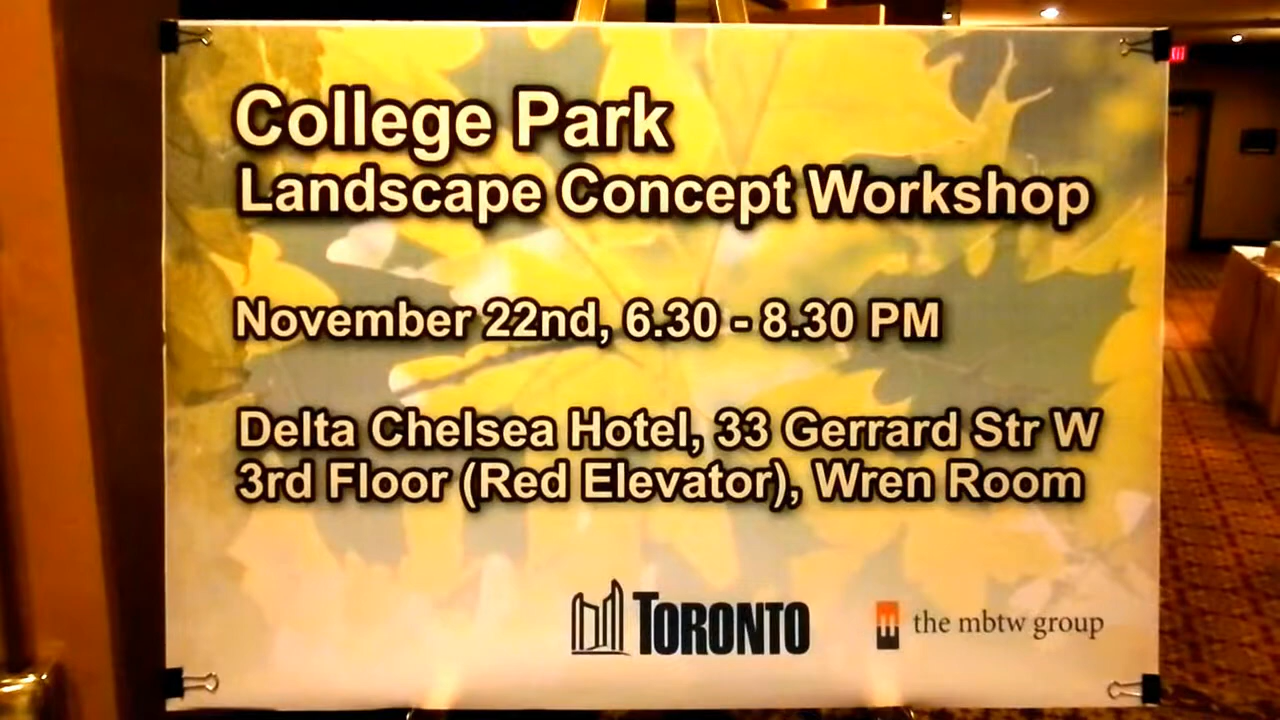 College Park
Landscape Concept Workshop
November 22nd, 6.30 - 8.30 PM
Delta Chelsea Hotel, 33 Gerrard Str W
3rd Floor (Red Elevator), Wren Room
TORONTO
the mbtw group